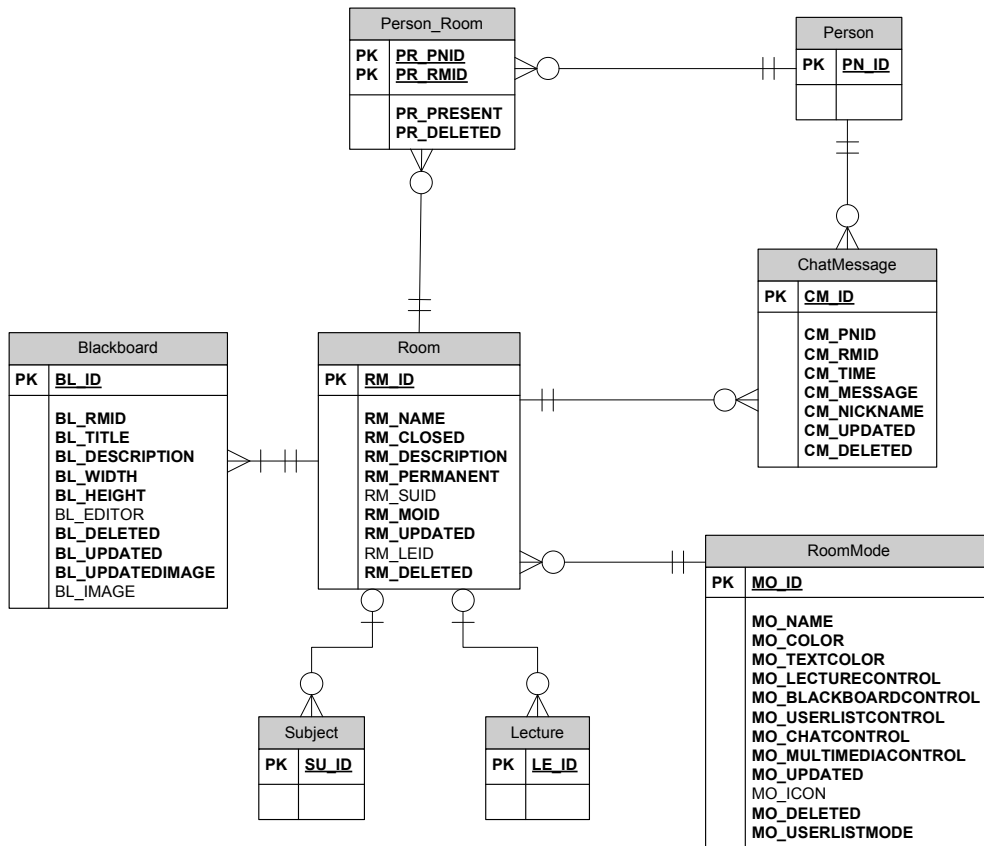 Person_Room
PK PR_PNID
PK PR_RMID
PR_PRESENT
PR_DELETED
Person
PK PN_ID
ChatMessage
PK CM_ID
CM_PNID
CM_RMID
CM_TIME
CM_MESSAGE
CM_NICKNAME
CM_UPDATED
CM_DELETED
Blackboard
PK BL_ID
BL_RMID
BL_TITLE
BL_DESCRIPTION
BL_WIDTH
BL_HEIGHT
BL_EDITOR
BL_DELETED
BL_UPDATED
BL_UPDATEDIMAGE
BL_IMAGE
Room
PK RM_ID
RM_NAME
RM_CLOSED
RM_DESCRIPTION
RM_PERMANENT
RM_SUID
RM_MOID
RM_UPDATED
RM_LEID
RM_DELETED
RoomMode
PK MO_ID
MO_NAME
MO_COLOR
MO_TEXTCOLOR
MO_LECTURECONTROL
MO_BLACKBOARDCONTROL
MO_USERLISTCONTROL
MO_CHATCONTROL
MO_MULTIMEDIACONTROL
MO_UPDATED
MO_ICON
MO_DELETED
MO_USERLISTMODE
Subject
PK SU_ID
Lecture
PK LE_ID